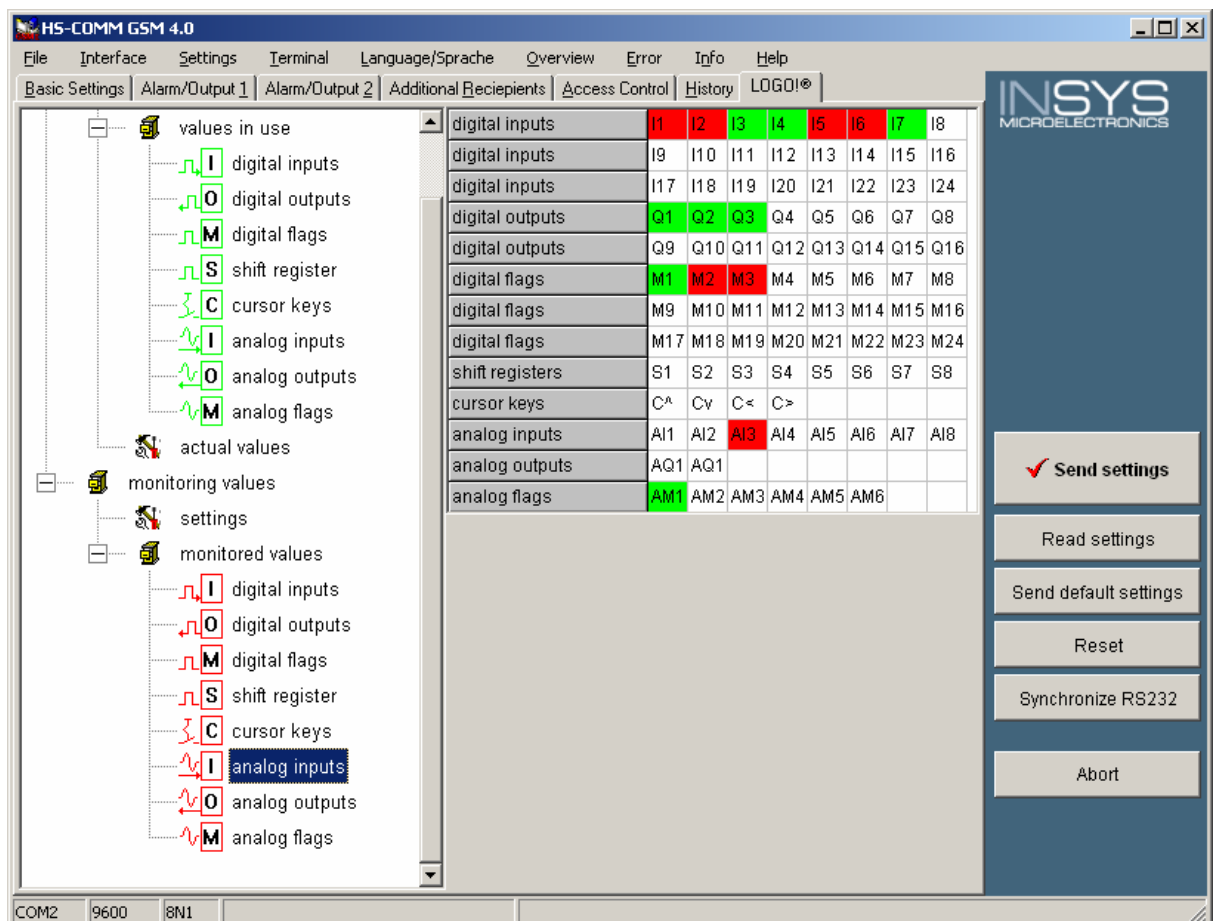 HS-COMM GSM 4.0
File Interface Settings Terminal Language/Sprache Overview Error Info Help
Basic Settings Alarm/Output 1 Alarm/Output 2 Additional Reciepients Access Control History LOGO!®
values in use
I digital inputs
O digital outputs
M digital flags
S shift register
C cursor keys
I analog inputs
O analog outputs
M analog flags
actual values
monitoring values
settings
monitored values
I digital inputs
O digital outputs
M digital flags
S shift register
C cursor keys
I analog inputs
O analog outputs
M analog flags
digital inputs I1 I2 I3 I4 I5 I6 I7 I8
digital inputs I9 I10 I11 I12 I13 I14 I15 I16
digital inputs I17 I18 I19 I20 I21 I22 I23 I24
digital outputs Q1 Q2 Q3 Q4 Q5 Q6 Q7 Q8
digital outputs Q9 Q10 Q11 Q12 Q13 Q14 Q15 Q16
digital flags M1 M2 M3 M4 M5 M6 M7 M8
digital flags M9 M10 M11 M12 M13 M14 M15 M16
digital flags M17 M18 M19 M20 M21 M22 M23 M24
shift registers S1 S2 S3 S4 S5 S6 S7 S8
cursor keys C^ Cv C< C>
analog inputs AI1 AI2 AI3 AI4 AI5 AI6 AI7 AI8
analog outputs AQ1 AQ1
analog flags AM1 AM2 AM3 AM4 AM5 AM6
INSYS
MICROELECTRONICS
Send settings
Read settings
Send default settings
Reset
Synchronize RS232
Abort
COM2 9600 8N1